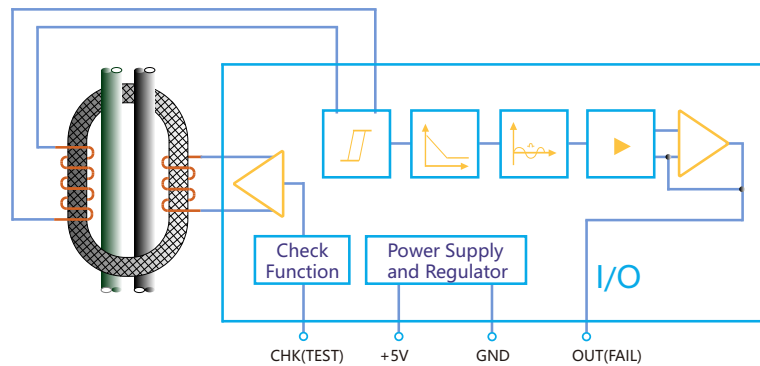 Check
Function
Power Supply
and Regulator
I/O
CHK(TEST)
+5V
GND
OUT(FAIL)